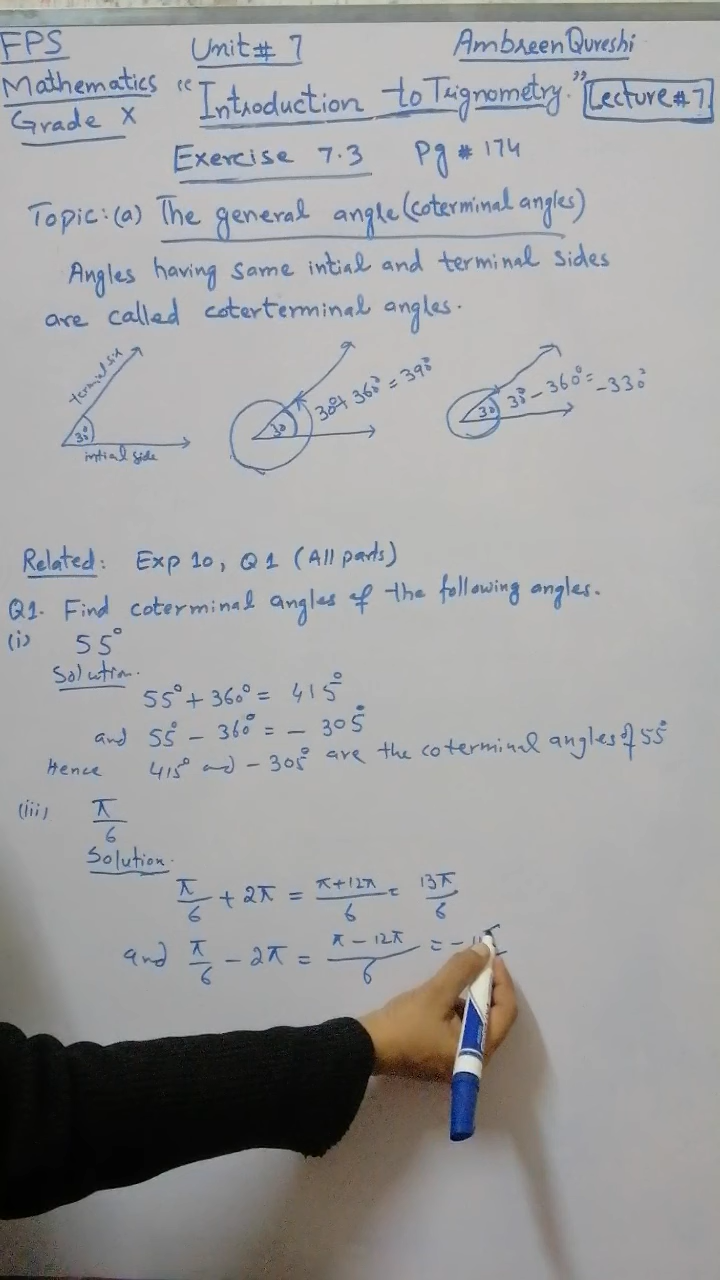 FPS Unit # 7 Ambreen Qureshi
Mathematics "Introduction to Trignometry." Lecture # 7
Grade X
Exercise 7.3 Pg # 174
Topic: (a) The general angle (coterminal angles)
Angles having same intial and terminal sides
are called coterterminal angles.
30°
intial side
30° 30°+ 360° = 390°
30° 30° - 360° = -330°
Related: Exp 10, Q1 (All parts)
Q1. Find coterminal angles of the following angles.
(i) 55°
Solution.
55° + 360° = 415°
and 55° - 360° = - 305°
Hence 415° and - 305° are the coterminal angles of 55°
(iii) π/6
Solution.
π/6 + 2π = π+12π/6 = 13π/6
and π/6 - 2π = π - 12π/6 = -